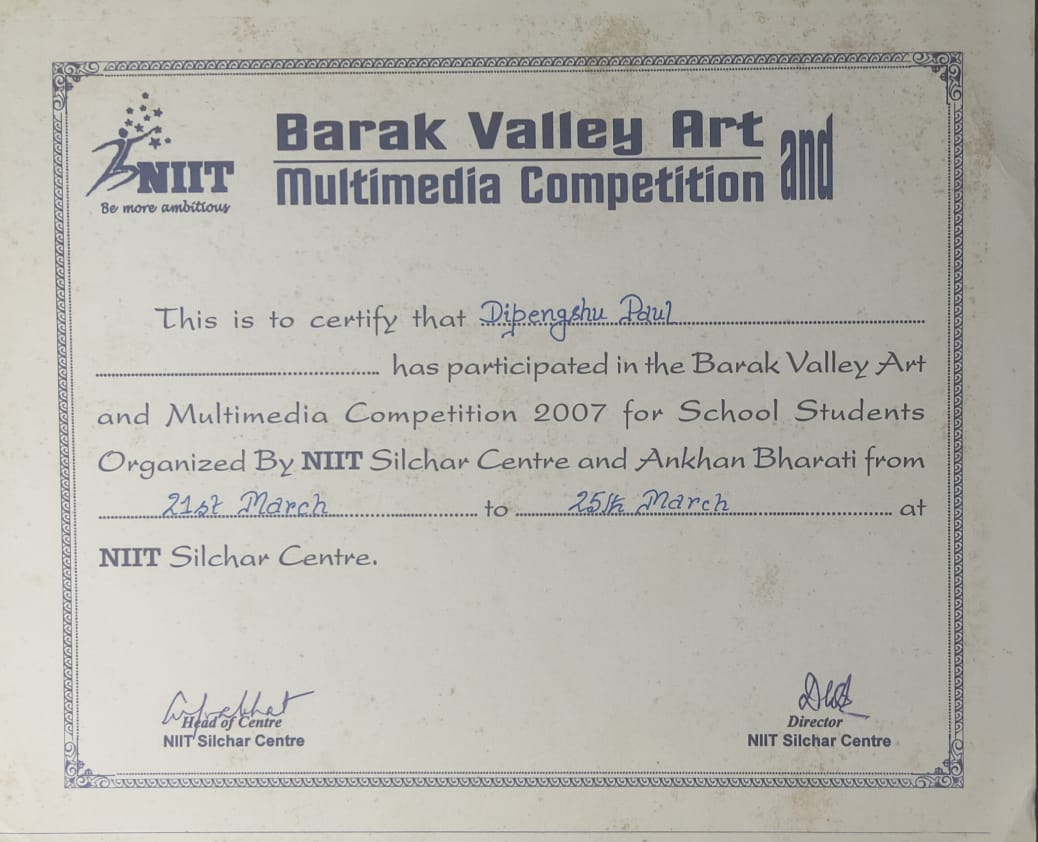 NIIT
Be more ambitious
Barak Valley Art and
Multimedia Competition
This is to certify that Dipengshu Paul
has participated in the Barak Valley Art
and Multimedia Competition 2007 for School Students
Organized By NIIT Silchar Centre and Ankhan Bharati from
21st March to 25th March at
NIIT Silchar Centre.
Head of Centre
NIIT Silchar Centre
Director
NIIT Silchar Centre